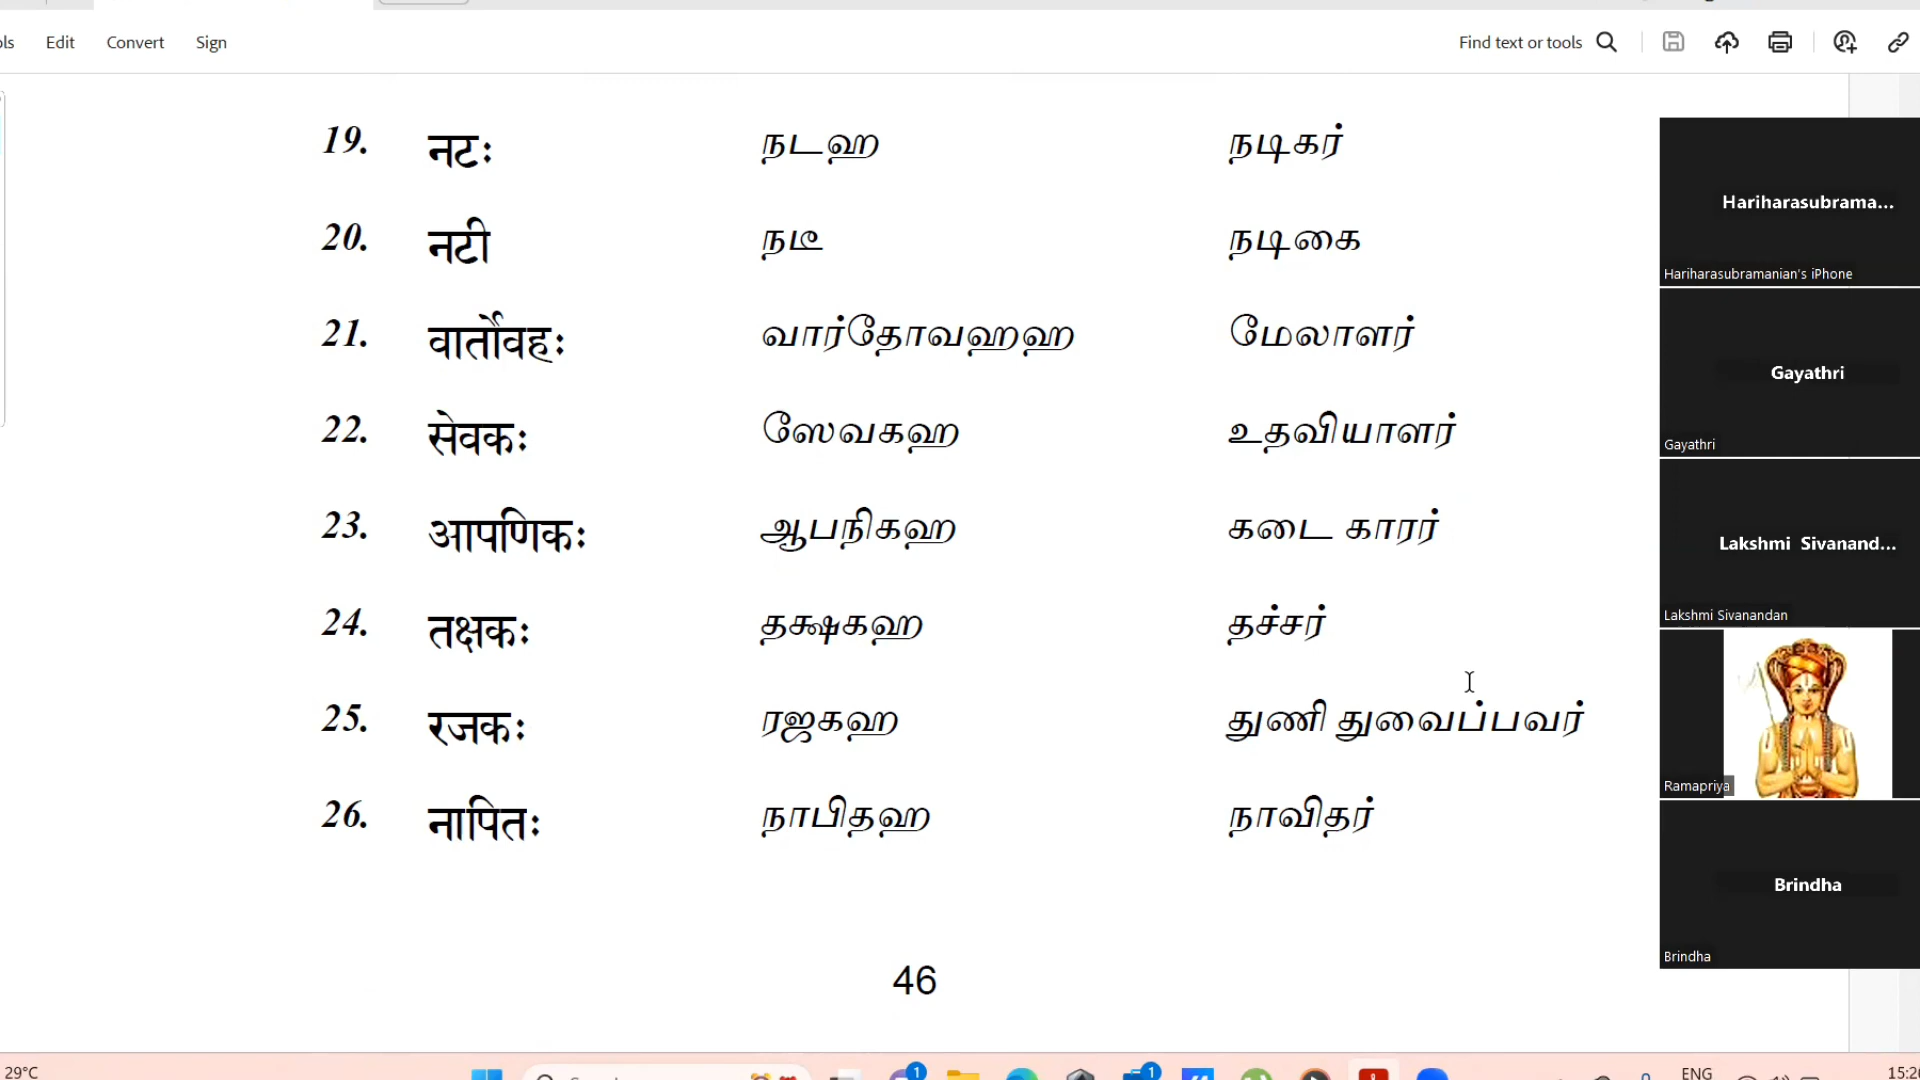 Edit Convert Sign Find text or tools
19. नटः நடஹ நடிகர்
20. नटी நடீ நடிகை
21. वार्तोवहः வார்தோவஹஹ மேலாளர்
22. सेवकः ஸேவகஹ உதவியாளர்
23. आपणिकः ஆபநிகஹ கடை காரர்
24. तक्षकः தக்ஷகஹ தச்சர்
25. रजकः ரஜகஹ துணி துவைப்பவர்
26. नापितः நாபிதஹ நாவிதர்
46
Hariharasubrama...
Hariharasubramanian's iPhone
Gayathri
Gayathri
Lakshmi Sivanand...
Lakshmi Sivanandan
Ramapriya
Brindha
Brindha
29°C
1
1
ENG